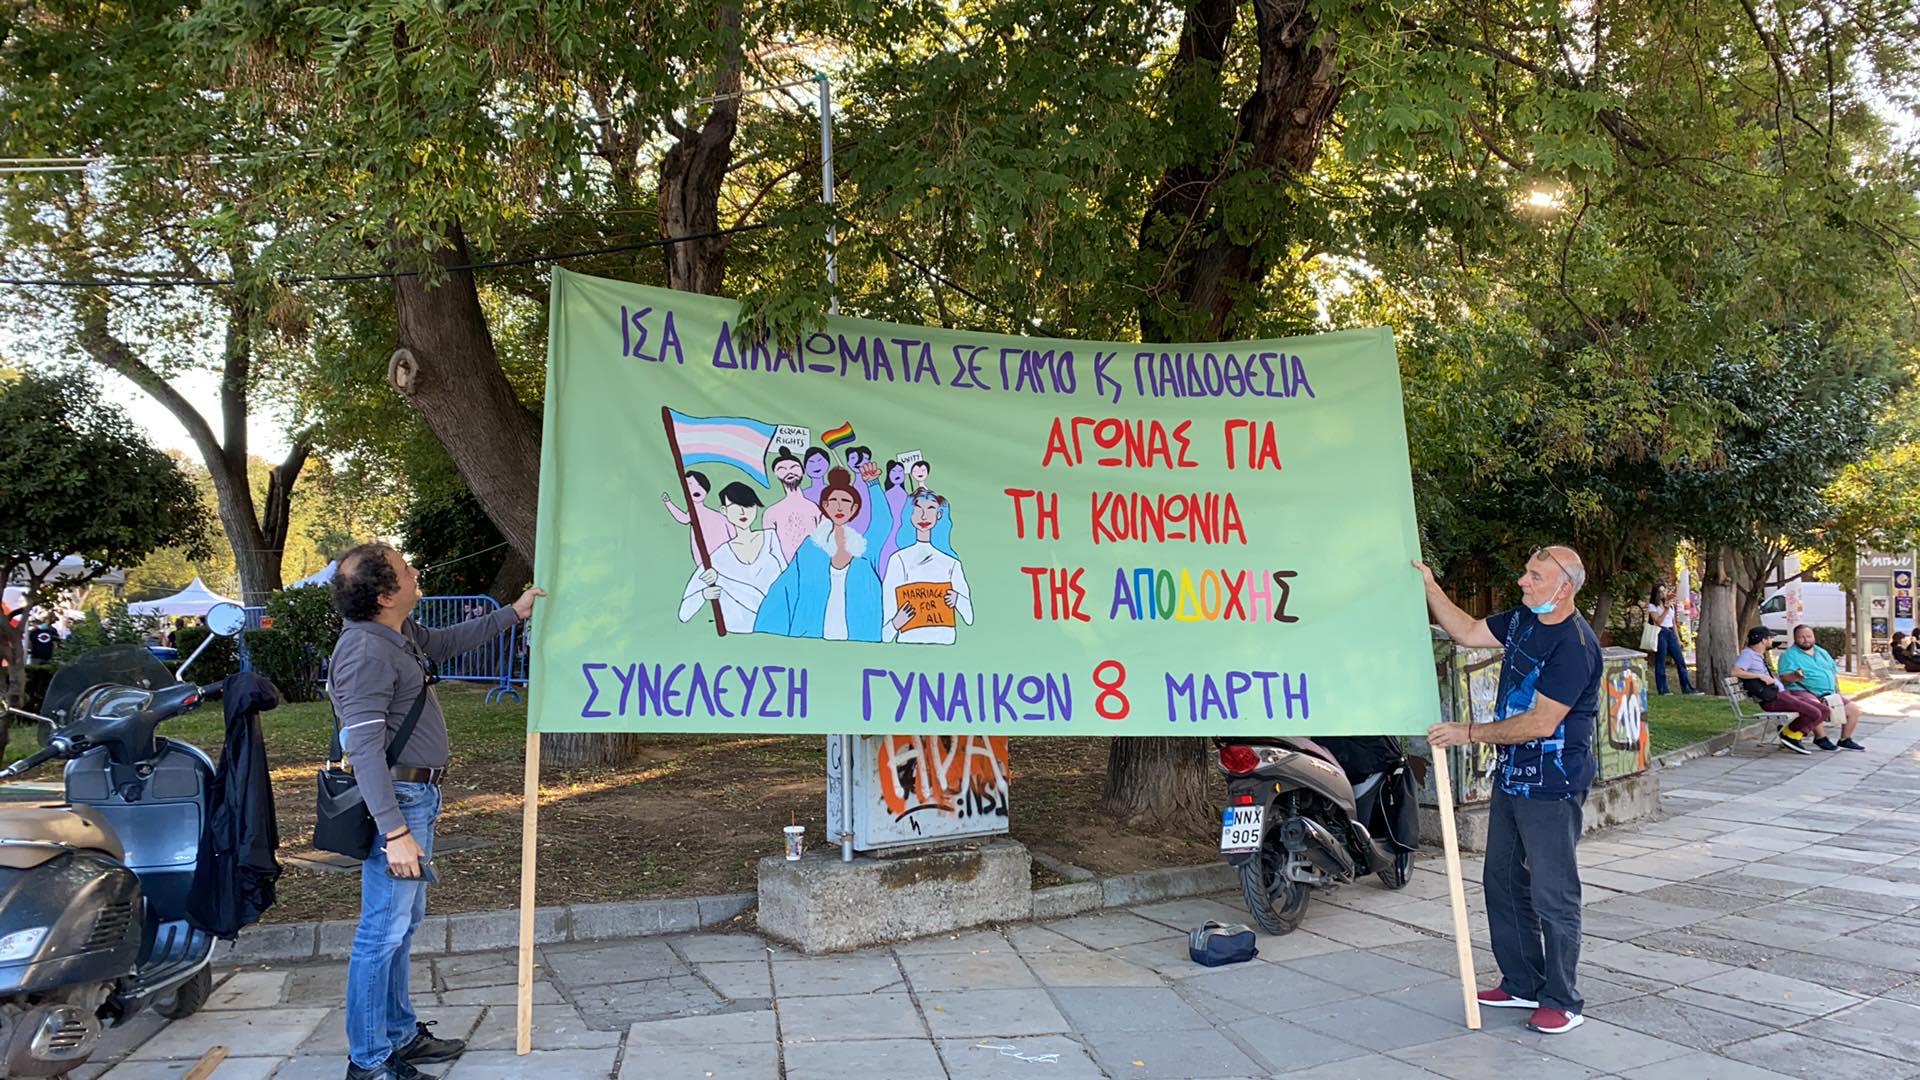 ΙΣΑ ΔΙΚΑΙΩΜΑΤΑ ΣΕ ΓΑΜΟ Κ, ΠΑΙΔΟΘΕΣΙΑ
ΑΓΩΝΑΣ ΓΙΑ
ΤΗ ΚΟΙΝΩΝΙΑ
ΤΗΣ ΑΠΟΔΟΧΗΣ
EQUAL
RIGHTS
UNITY
MARRIAGE
FOR
ALL
ΣΥΝΕΛΕΥΣΗ ΓΥΝΑΙΚΩΝ 8 ΜΑΡΤΗ
NNX
905